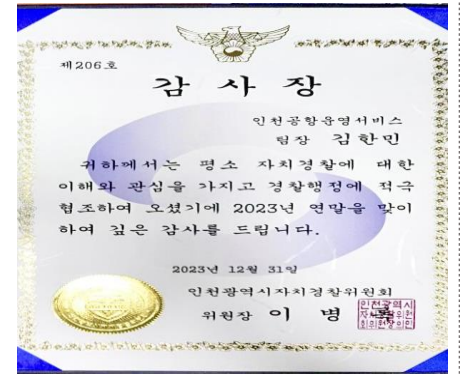 제206호
감 사 장
인천공항운영서비스
팀장 김한민
귀하께서는 평소 자치경찰에 대한
이해와 관심을 가지고 경찰행정에 적극
협조하여 오셨기에 2023년 연말을 맞이
하여 깊은 감사를 드립니다.
2023년 12월 31일
인천광역시자치경찰위원회
위원장 이 병
인천광역시